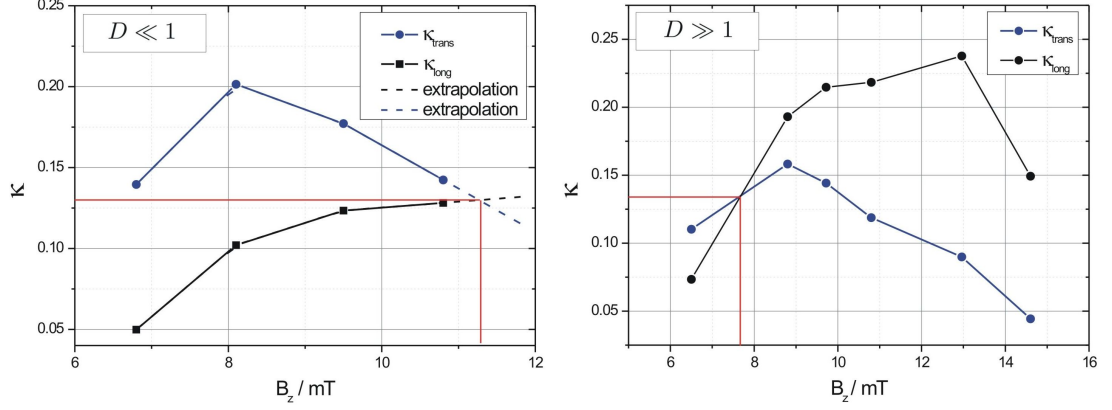 0.25
0.20
0.15
0.10
0.05
κ
D ≪ 1
κtrans
κlong
extrapolation
extrapolation
6 8 10 12
Bz / mT
0.25
0.20
0.15
0.10
0.05
κ
D ≫ 1
κtrans
κlong
6 8 10 12 14 16
Bz / mT